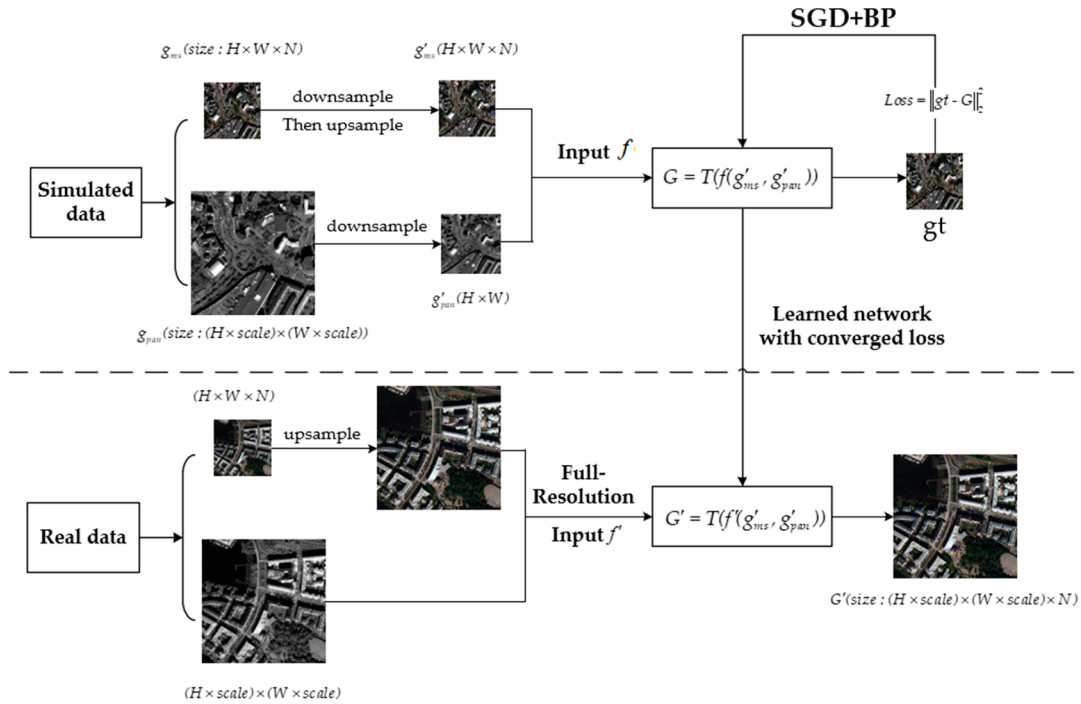 SGD+BP
g_ms(size : H×W×N)
g′_ms(H×W×N)
downsample
Then upsample
Loss = ||gt - G||²₂
Input f
G = T(f(g′_ms , g′_pan))
Simulated
data
downsample
gt
g′_pan(H×W)
g_pan(size : (H×scale)×(W×scale))
Learned network
with converged loss
(H×W×N)
upsample
Full-
Resolution
Input f′
G′ = T(f′(g′_ms , g′_pan))
Real data
G′(size : (H×scale)×(W×scale)×N)
(H×scale)×(W×scale)